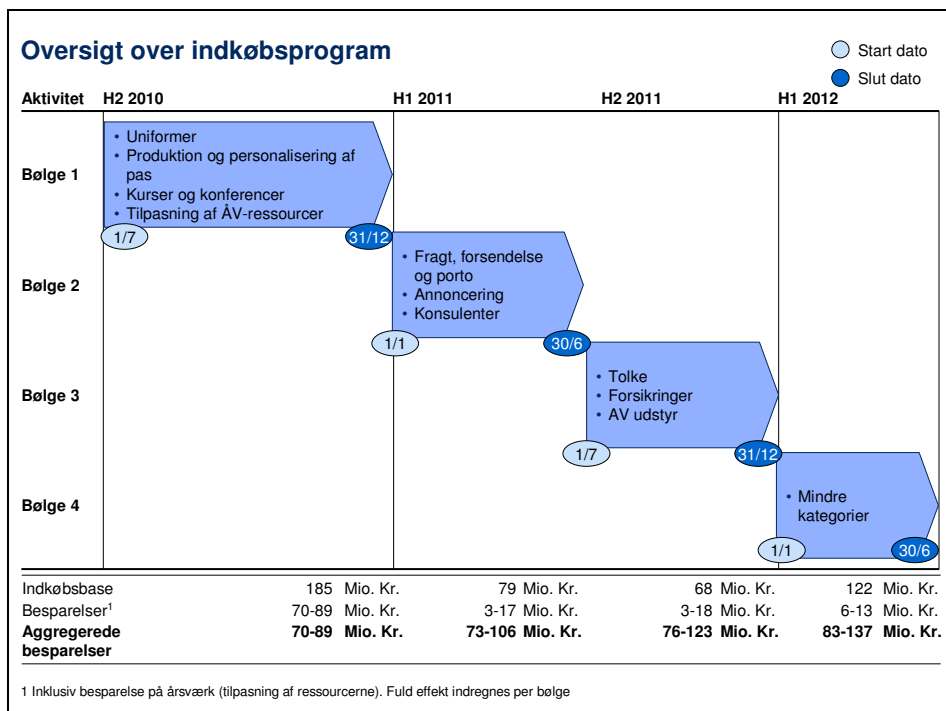 Oversigt over indkøbsprogram
Start dato
Slut dato
Aktivitet H2 2010 H1 2011 H2 2011 H1 2012
Bølge 1
• Uniformer
• Produktion og personalisering af
pas
• Kurser og konferencer
• Tilpasning af ÅV-ressourcer
1/7 31/12
Bølge 2
• Fragt, forsendelse
og porto
• Annoncering
• Konsulenter
1/1 30/6
Bølge 3
• Tolke
• Forsikringer
• AV udstyr
1/7 31/12
Bølge 4
• Mindre
kategorier
1/1 30/6
Indkøbsbase 185 Mio. Kr. 79 Mio. Kr. 68 Mio. Kr. 122 Mio. Kr.
Besparelser1 70-89 Mio. Kr. 3-17 Mio. Kr. 3-18 Mio. Kr. 6-13 Mio. Kr.
Aggregerede 70-89 Mio. Kr. 73-106 Mio. Kr. 76-123 Mio. Kr. 83-137 Mio. Kr.
besparelser
1 Inklusiv besparelse på årsværk (tilpasning af ressourcerne). Fuld effekt indregnes per bølge